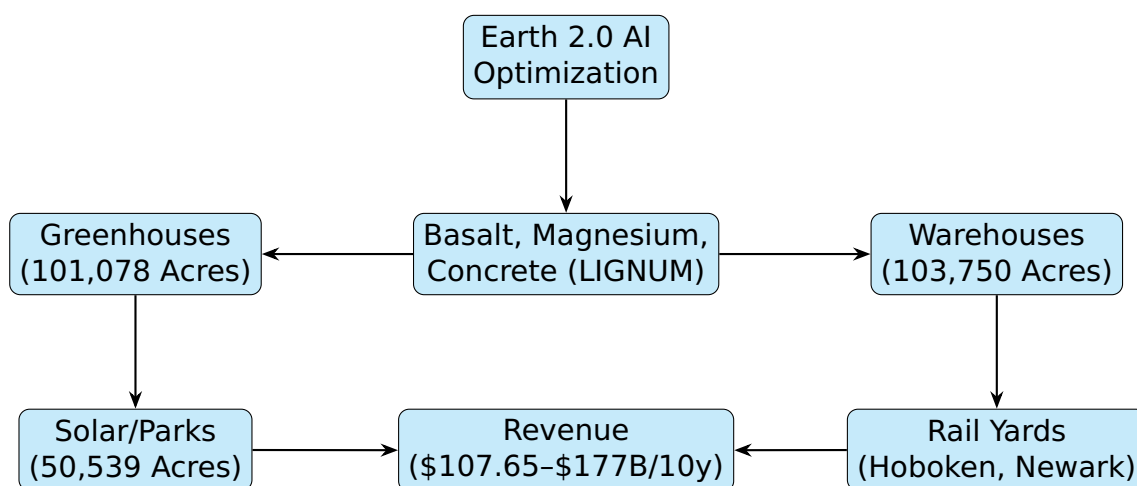 Earth 2.0 AI
Optimization
Greenhouses
(101,078 Acres)
Basalt, Magnesium,
Concrete (LIGNUM)
Warehouses
(103,750 Acres)
Solar/Parks
(50,539 Acres)
Revenue
($107.65–$177B/10y)
Rail Yards
(Hoboken, Newark)